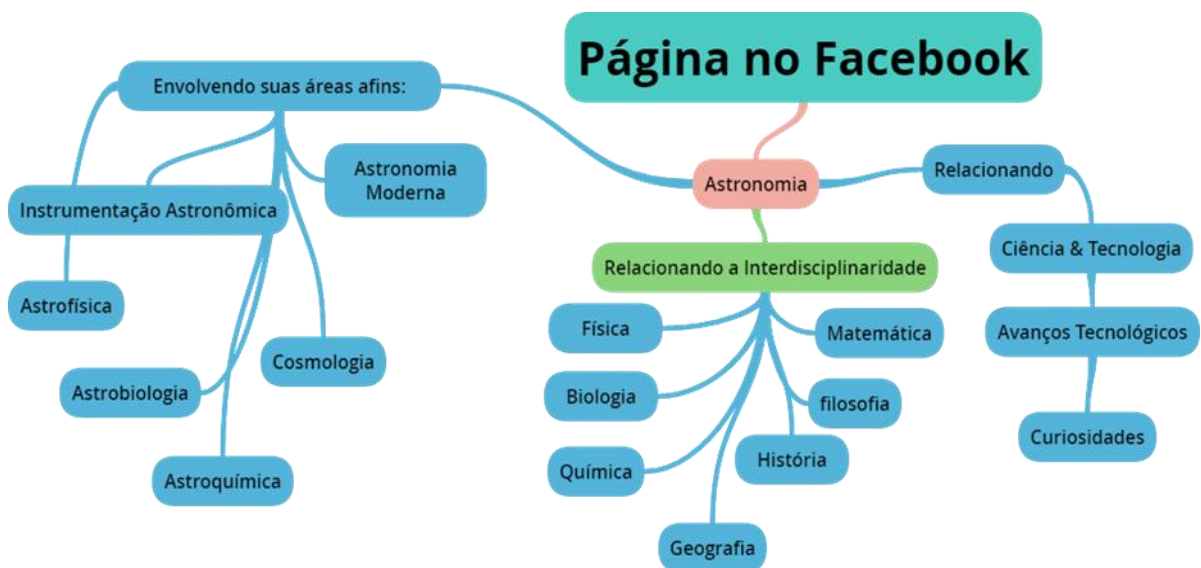 Página no Facebook
Envolvendo suas áreas afins:
Astronomia
Moderna
Instrumentação Astronômica
Astrofísica
Cosmologia
Astrobiologia
Astroquímica
Astronomia
Relacionando
Ciência & Tecnologia
Avanços Tecnológicos
Curiosidades
Relacionando a Interdisciplinaridade
Física
Matemática
Biologia
filosofia
Química
História
Geografia